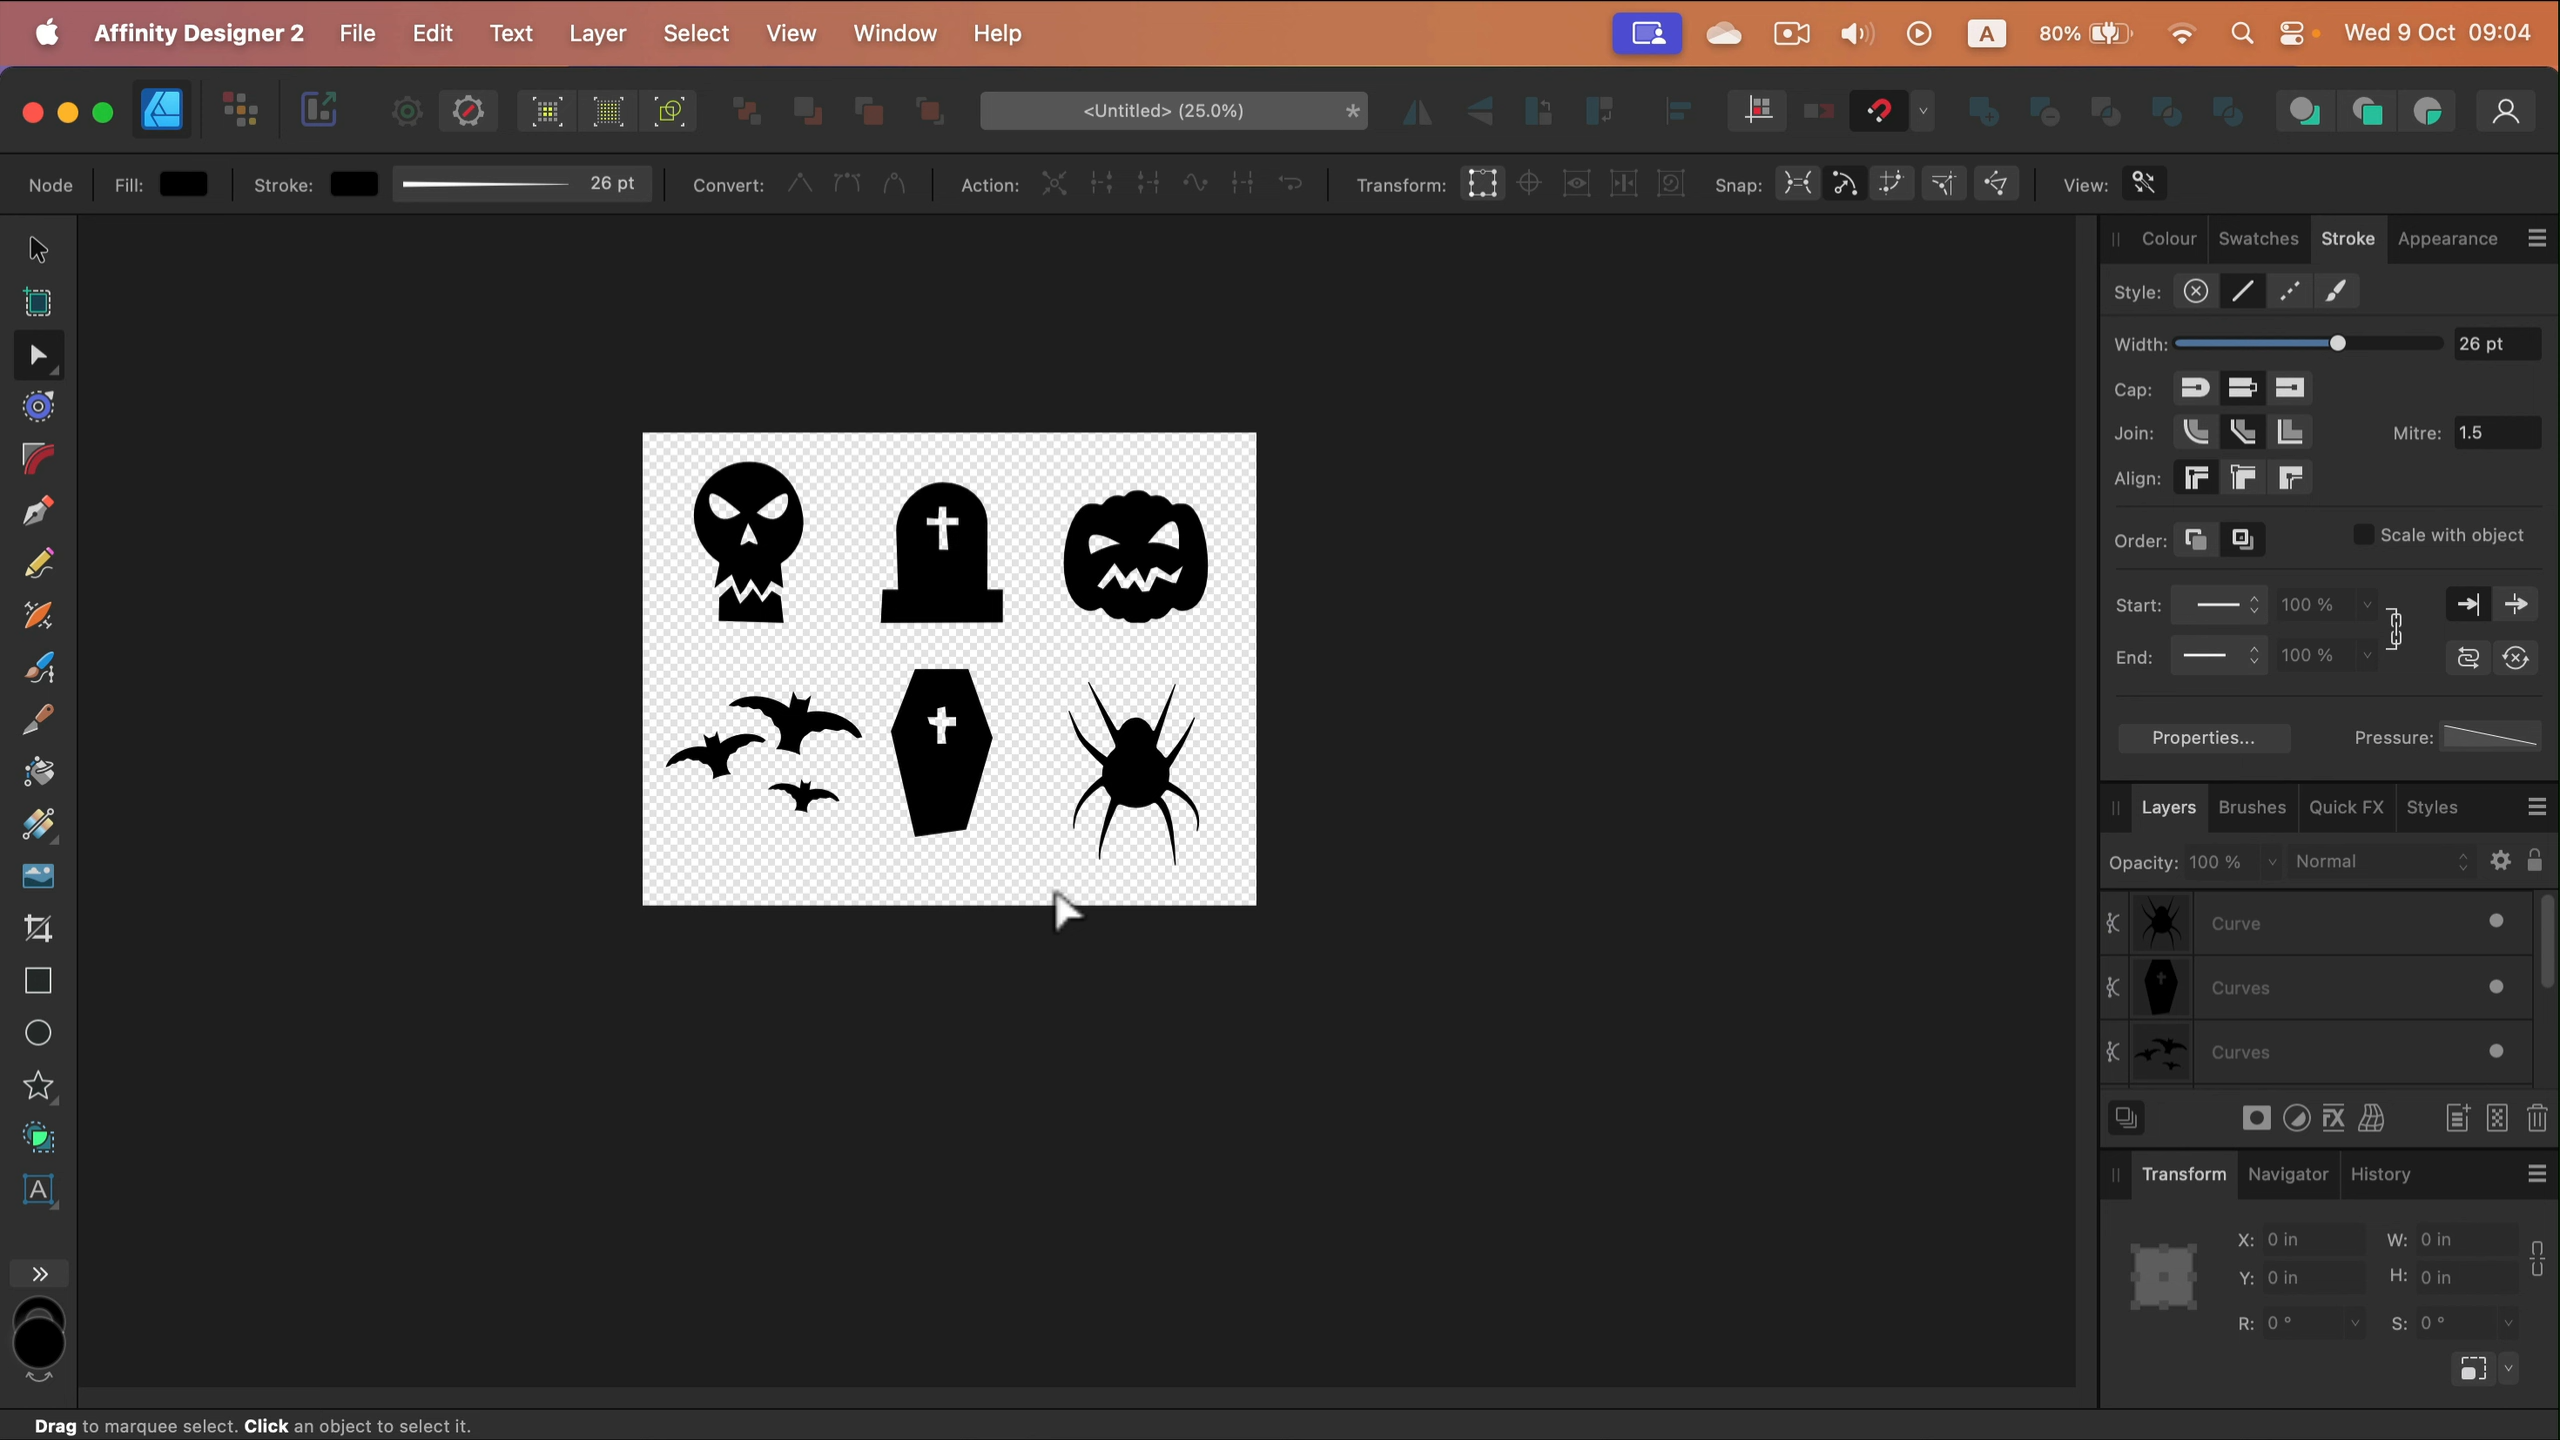 Affinity Designer 2 File Edit Text Layer Select View Window Help A 80% Wed 9 Oct 09:04
<Untitled> (25.0%) *
Node Fill: Stroke: 26 pt Convert: Action: Transform: Snap: View:
Colour Swatches Stroke Appearance
Style:
Width: 26 pt
Cap:
Join: Mitre: 1.5
Align:
Order: Scale with object
Start: 100 %
End: 100 %
Properties... Pressure:
Layers Brushes Quick FX Styles
Opacity: 100 % Normal
Curve
Curves
Curves
FX
Transform Navigator History
X: 0 in W: 0 in
Y: 0 in H: 0 in
R: 0 ° S: 0 °
A
Drag to marquee select. Click an object to select it.